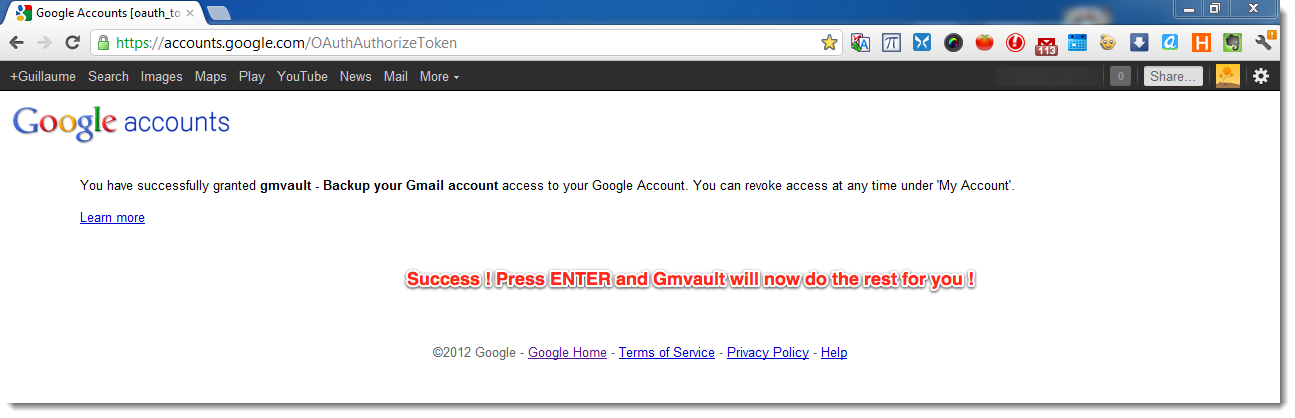 Google Accounts [oauth_to
https://accounts.google.com/OAuthAuthorizeToken
113
+Guillaume Search Images Maps Play YouTube News Mail More
0 Share...
Google accounts
You have successfully granted gmvault - Backup your Gmail account access to your Google Account. You can revoke access at any time under 'My Account'.
Learn more
Success ! Press ENTER and Gmvault will now do the rest for you !
©2012 Google - Google Home - Terms of Service - Privacy Policy - Help